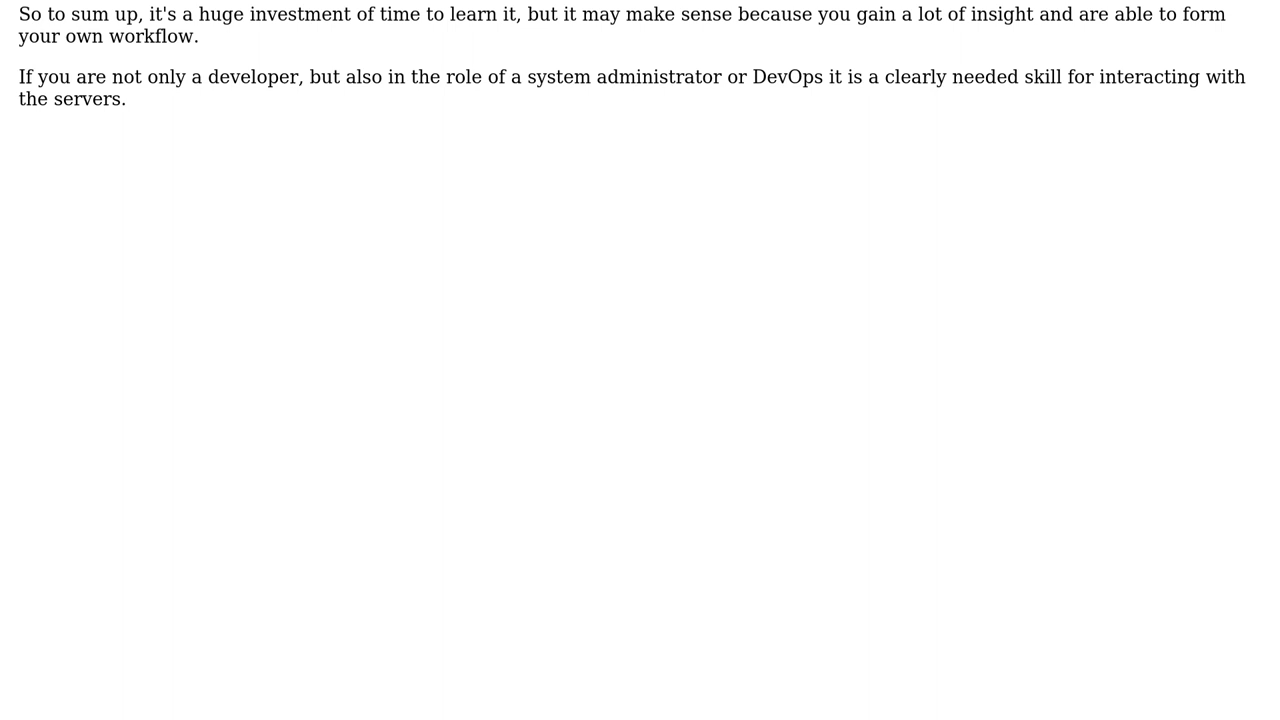 So to sum up, it's a huge investment of time to learn it, but it may make sense because you gain a lot of insight and are able to form
your own workflow.
If you are not only a developer, but also in the role of a system administrator or DevOps it is a clearly needed skill for interacting with
the servers.